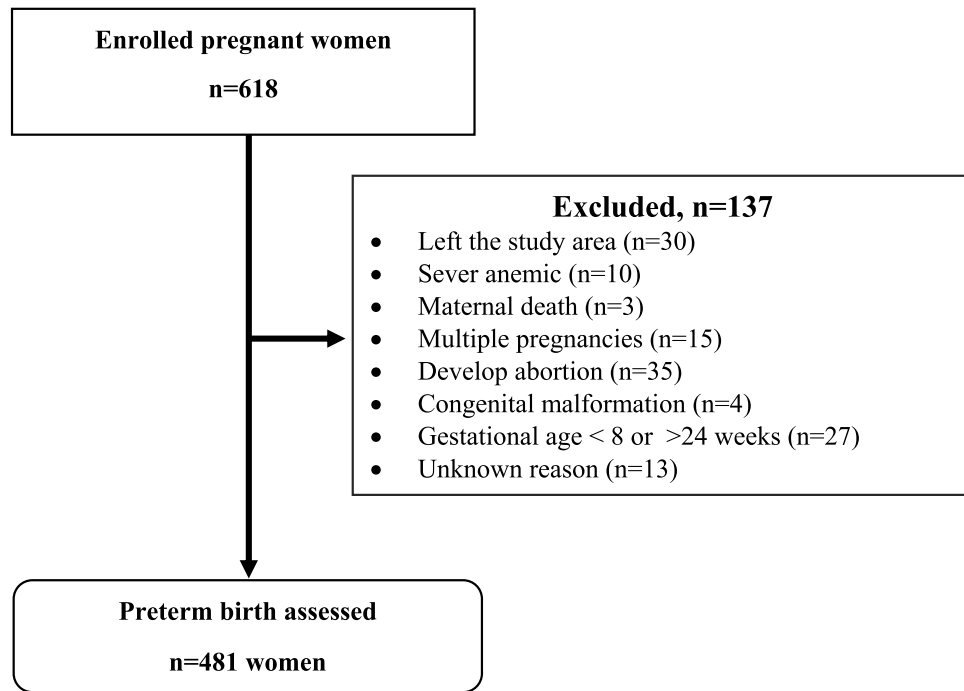 Enrolled pregnant women
n=618
Excluded, n=137
• Left the study area (n=30)
• Sever anemic (n=10)
• Maternal death (n=3)
• Multiple pregnancies (n=15)
• Develop abortion (n=35)
• Congenital malformation (n=4)
• Gestational age < 8 or >24 weeks (n=27)
• Unknown reason (n=13)
Preterm birth assessed
n=481 women